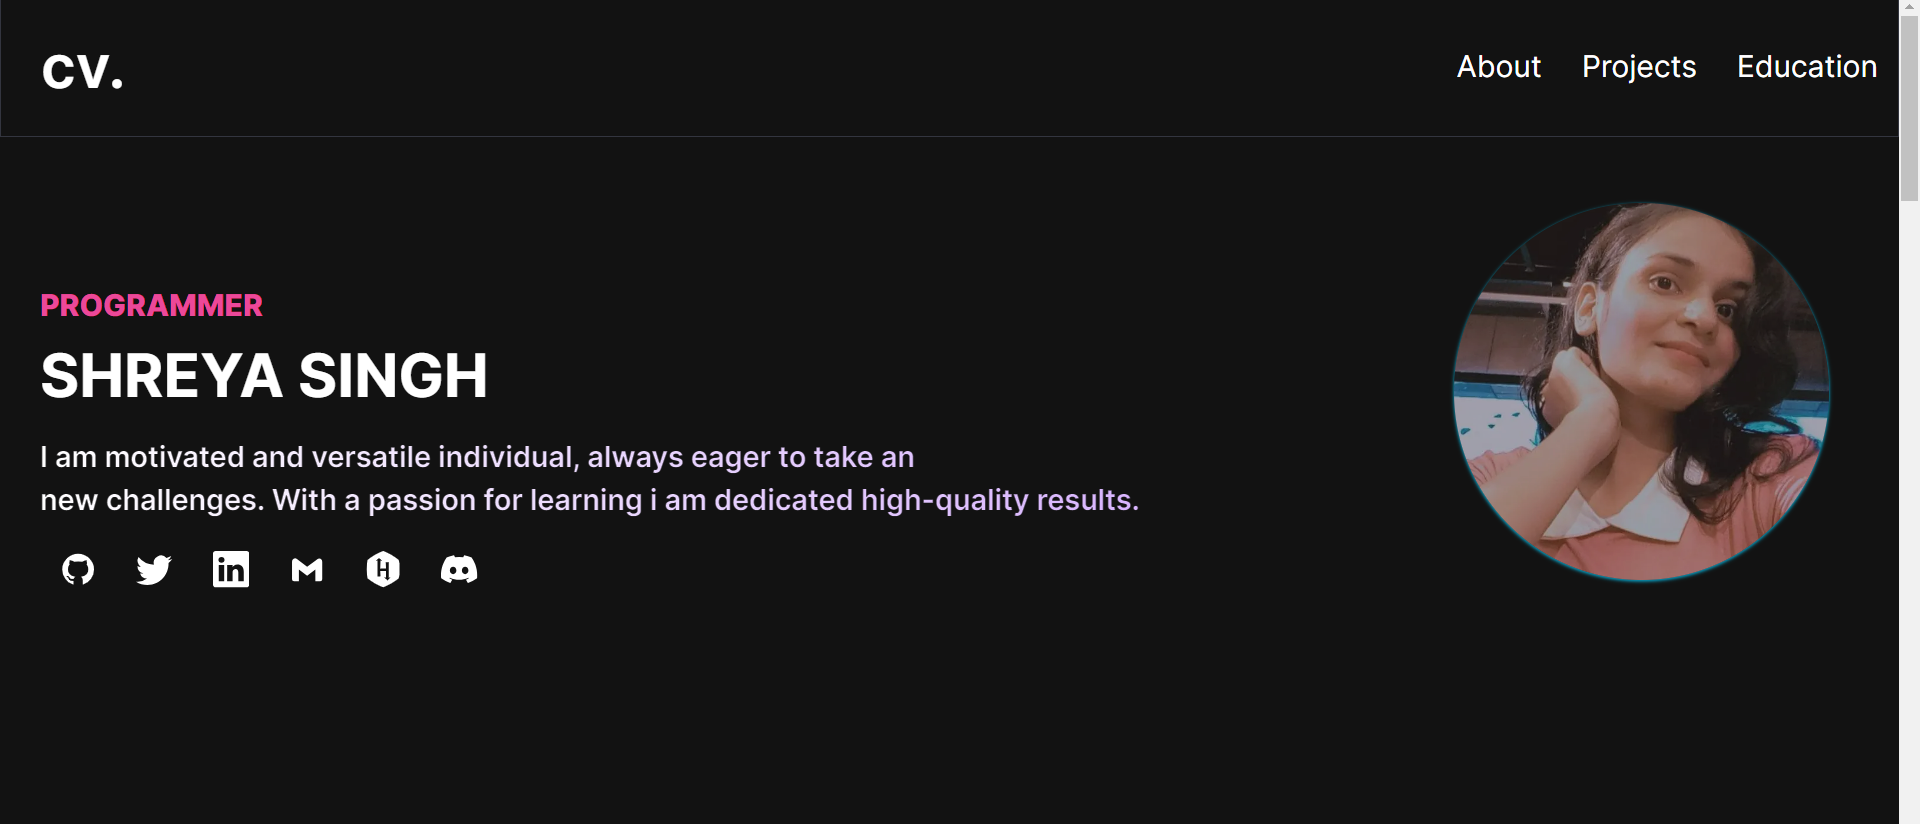 cv.
About Projects Education
PROGRAMMER
SHREYA SINGH
I am motivated and versatile individual, always eager to take an
new challenges. With a passion for learning i am dedicated high-quality results.